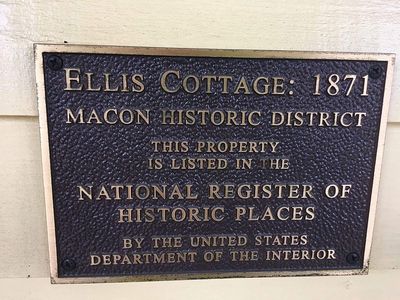 ELLIS COTTAGE: 1871
MACON HISTORIC DISTRICT
THIS PROPERTY
IS LISTED IN THE
NATIONAL REGISTER OF
HISTORIC PLACES
BY THE UNITED STATES
DEPARTMENT OF THE INTERIOR